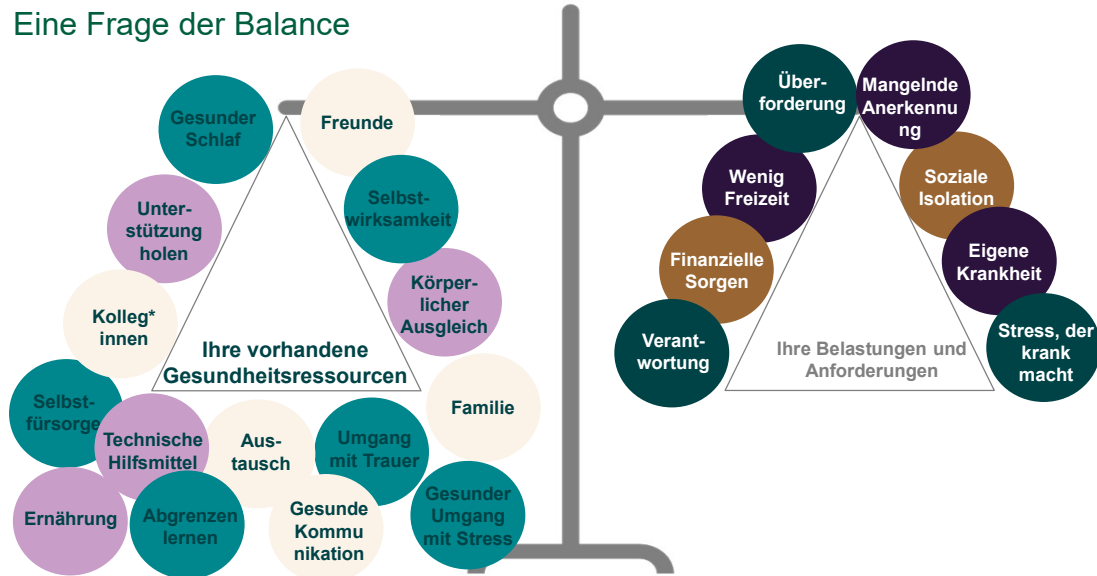 Eine Frage der Balance
Gesunder
Schlaf
Freunde
Unter-
stützung
holen
Selbst-
wirksamkeit
Kolleg*
innen
Körper-
licher
Ausgleich
Ihre vorhandene
Gesundheitsressourcen
Selbst-
fürsorge
Technische
Hilfsmittel
Aus-
tausch
Umgang
mit Trauer
Familie
Ernährung
Abgrenzen
lernen
Gesunde
Kommu
nikation
Gesunder
Umgang
mit Stress
Über-
forderung
Mangelnde
Anerkennu
ng
Wenig
Freizeit
Soziale
Isolation
Finanzielle
Sorgen
Eigene
Krankheit
Verant-
wortung
Ihre Belastungen und
Anforderungen
Stress, der
krank
macht